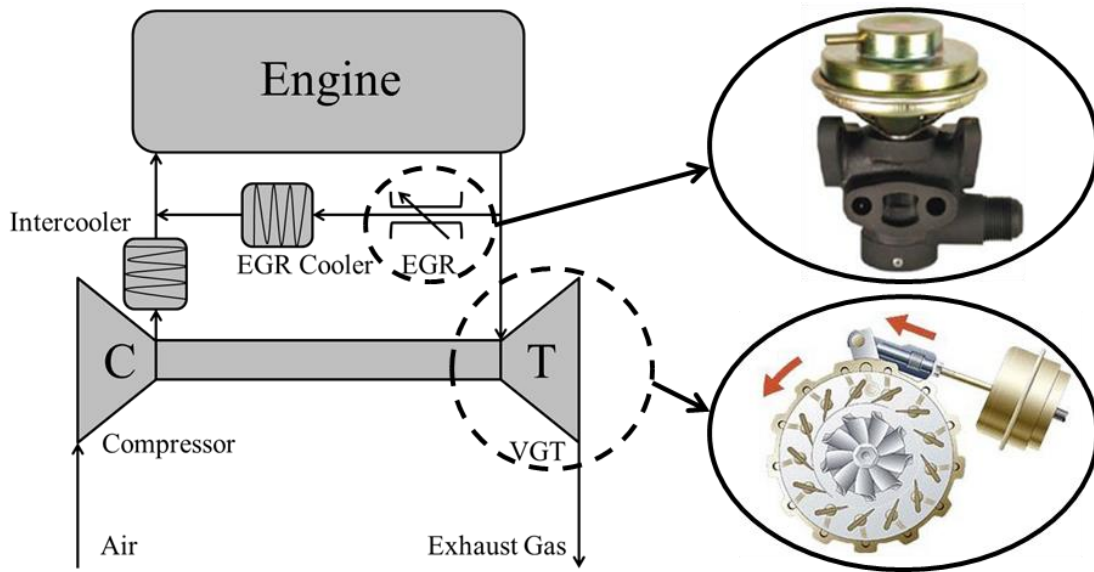 Engine
Intercooler
EGR Cooler
EGR
C
T
Compressor
VGT
Air
Exhaust Gas